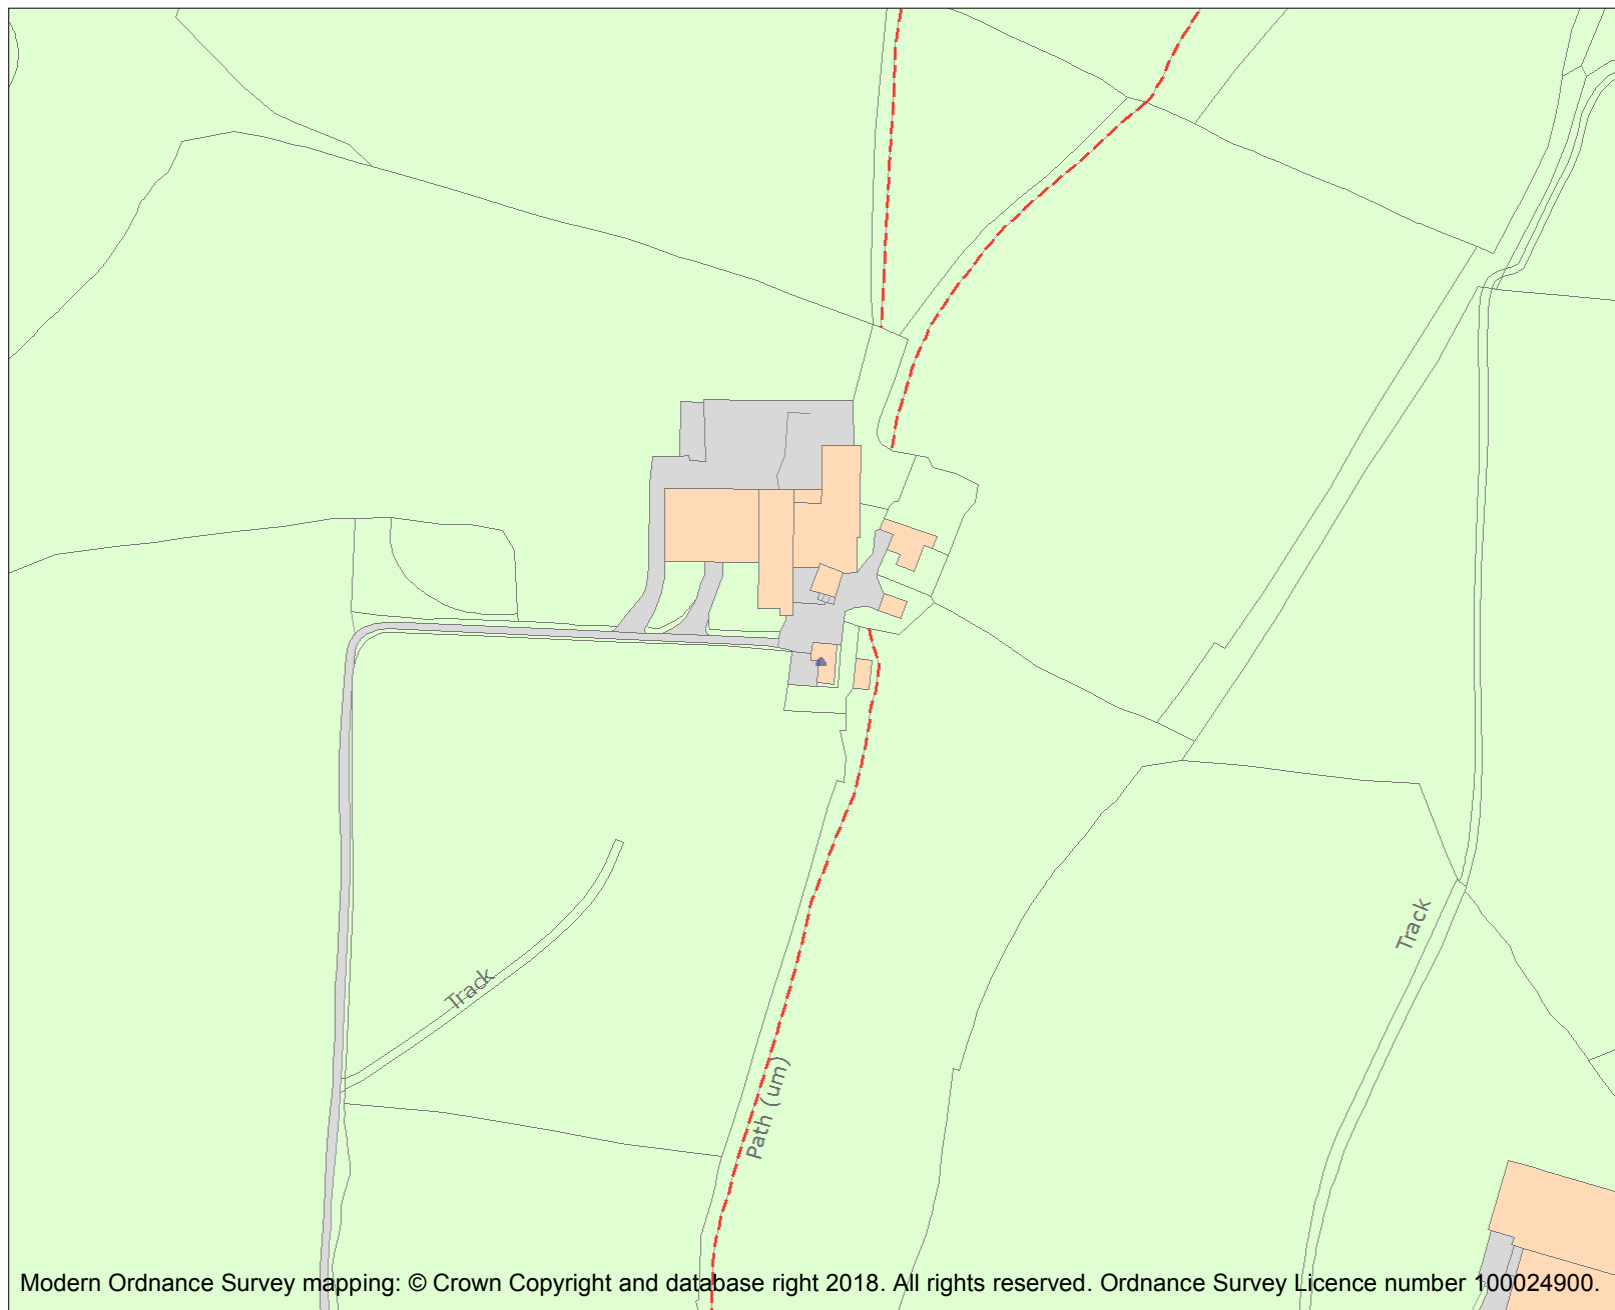 Track
Track
Path (um)
Modern Ordnance Survey mapping: © Crown Copyright and database right 2018. All rights reserved. Ordnance Survey Licence number 100024900.